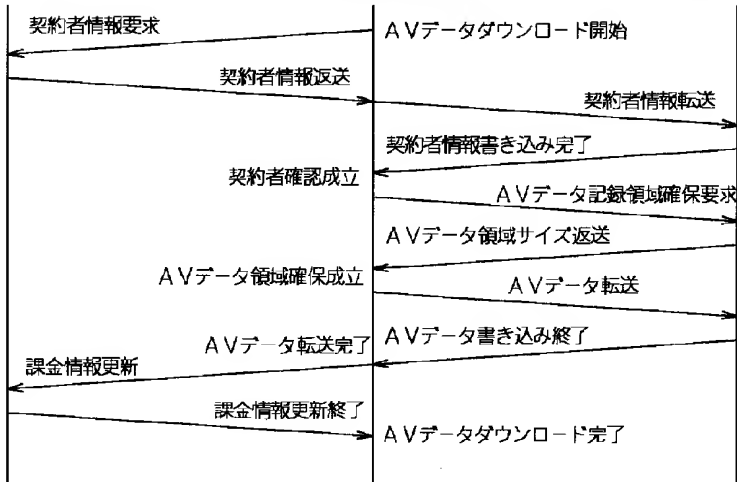 契約者情報要求
AVデータダウンロード開始
契約者情報返送
契約者情報転送
契約者情報書き込み完了
契約者確認成立
AVデータ記録領域確保要求
AVデータ領域サイズ返送
AVデータ領域確保成立
AVデータ転送
AVデータ書き込み終了
AVデータ転送完了
課金情報更新
課金情報更新終了
AVデータダウンロード完了